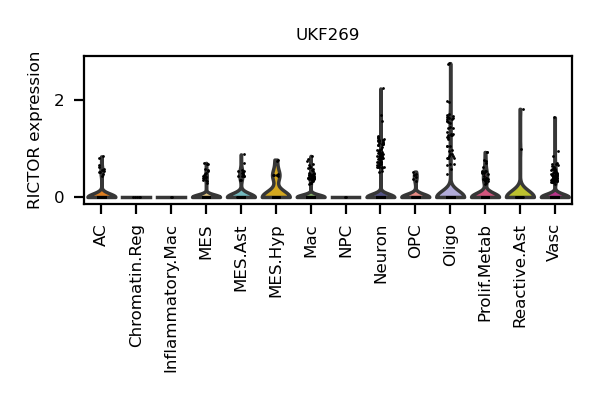 UKF269
RICTOR expression
2
0
AC
Chromatin.Reg
Inflammatory.Mac
MES
MES.Ast
MES.Hyp
Mac
NPC
Neuron
OPC
Oligo
Prolif.Metab
Reactive.Ast
Vasc